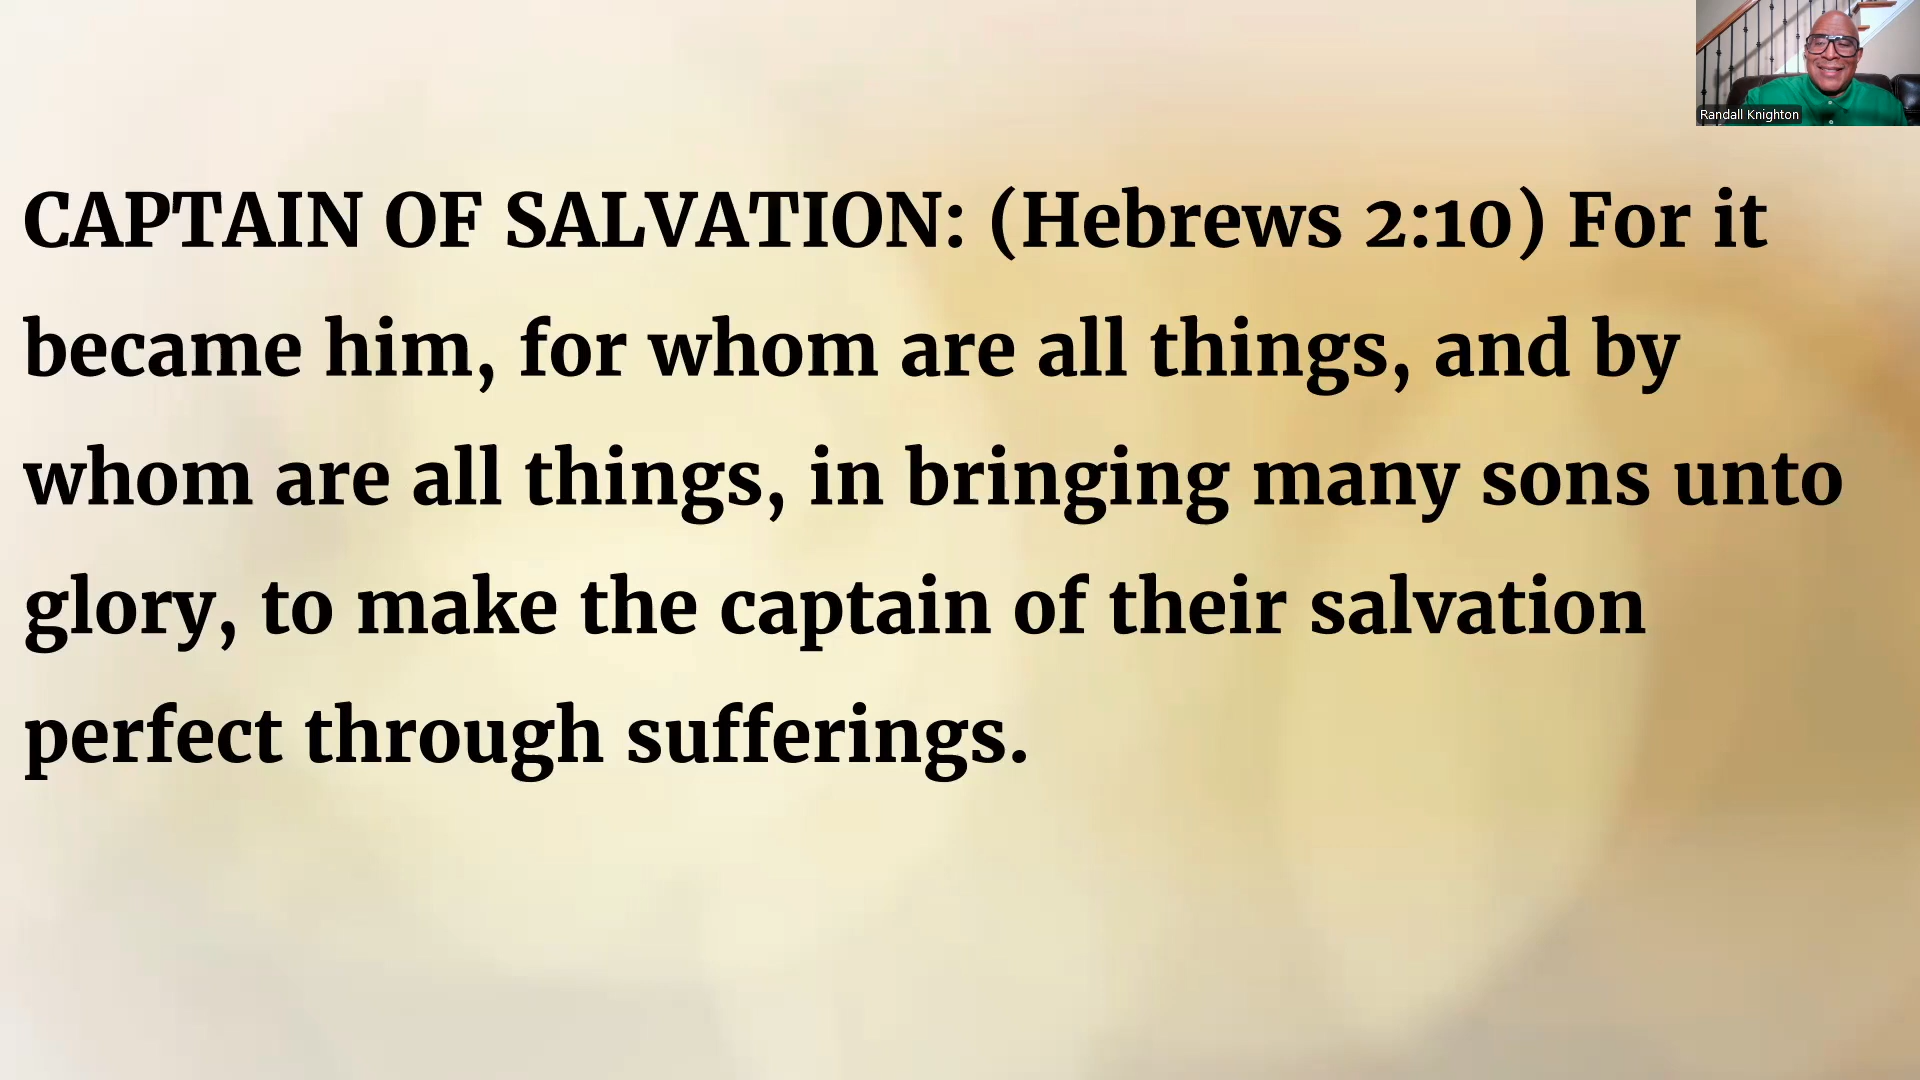 Randall Knighton
CAPTAIN OF SALVATION: (Hebrews 2:10) For it
became him, for whom are all things, and by
whom are all things, in bringing many sons unto
glory, to make the captain of their salvation
perfect through sufferings.